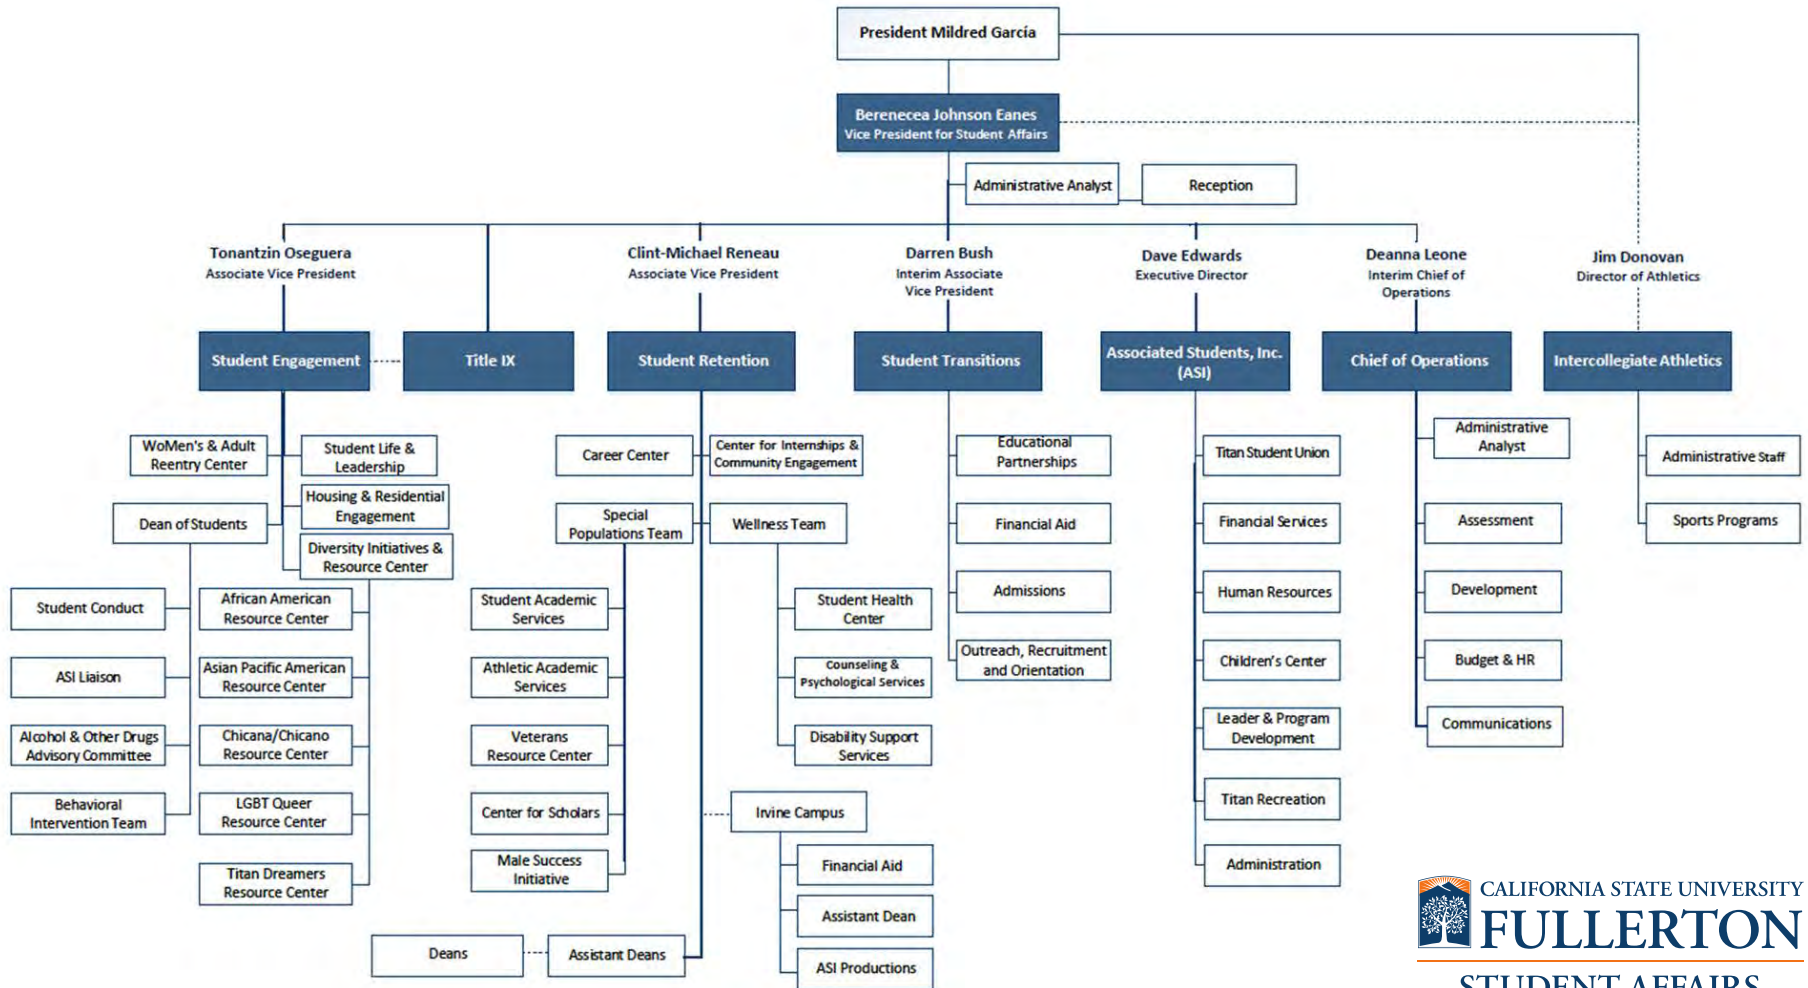 President Mildred García
Berenecea Johnson Eanes
Vice President for Student Affairs
Administrative Analyst
Reception
Tonantzin Oseguera
Associate Vice President
Clint-Michael Reneau
Associate Vice President
Darren Bush
Interim Associate
Vice President
Dave Edwards
Executive Director
Deanna Leone
Interim Chief of
Operations
Jim Donovan
Director of Athletics
Student Engagement
Title IX
Student Retention
Student Transitions
Associated Students, Inc.
(ASI)
Chief of Operations
Intercollegiate Athletics
WoMen's & Adult
Reentry Center
Student Life &
Leadership
Housing & Residential
Engagement
Dean of Students
Diversity Initiatives &
Resource Center
Student Conduct
ASI Liaison
Alcohol & Other Drugs
Advisory Committee
Behavioral
Intervention Team
African American
Resource Center
Asian Pacific American
Resource Center
Chicana/Chicano
Resource Center
LGBT Queer
Resource Center
Titan Dreamers
Resource Center
Career Center
Center for Internships &
Community Engagement
Special
Populations Team
Wellness Team
Student Academic
Services
Athletic Academic
Services
Veterans
Resource Center
Center for Scholars
Male Success
Initiative
Student Health
Center
Counseling &
Psychological Services
Disability Support
Services
Irvine Campus
Financial Aid
Assistant Dean
ASI Productions
Deans
Assistant Deans
Educational
Partnerships
Financial Aid
Admissions
Outreach, Recruitment
and Orientation
Titan Student Union
Financial Services
Human Resources
Children's Center
Leader & Program
Development
Titan Recreation
Administration
Administrative
Analyst
Assessment
Development
Budget & HR
Communications
Administrative Staff
Sports Programs
CALIFORNIA STATE UNIVERSITY
FULLERTON
STUDENT AFFAIRS